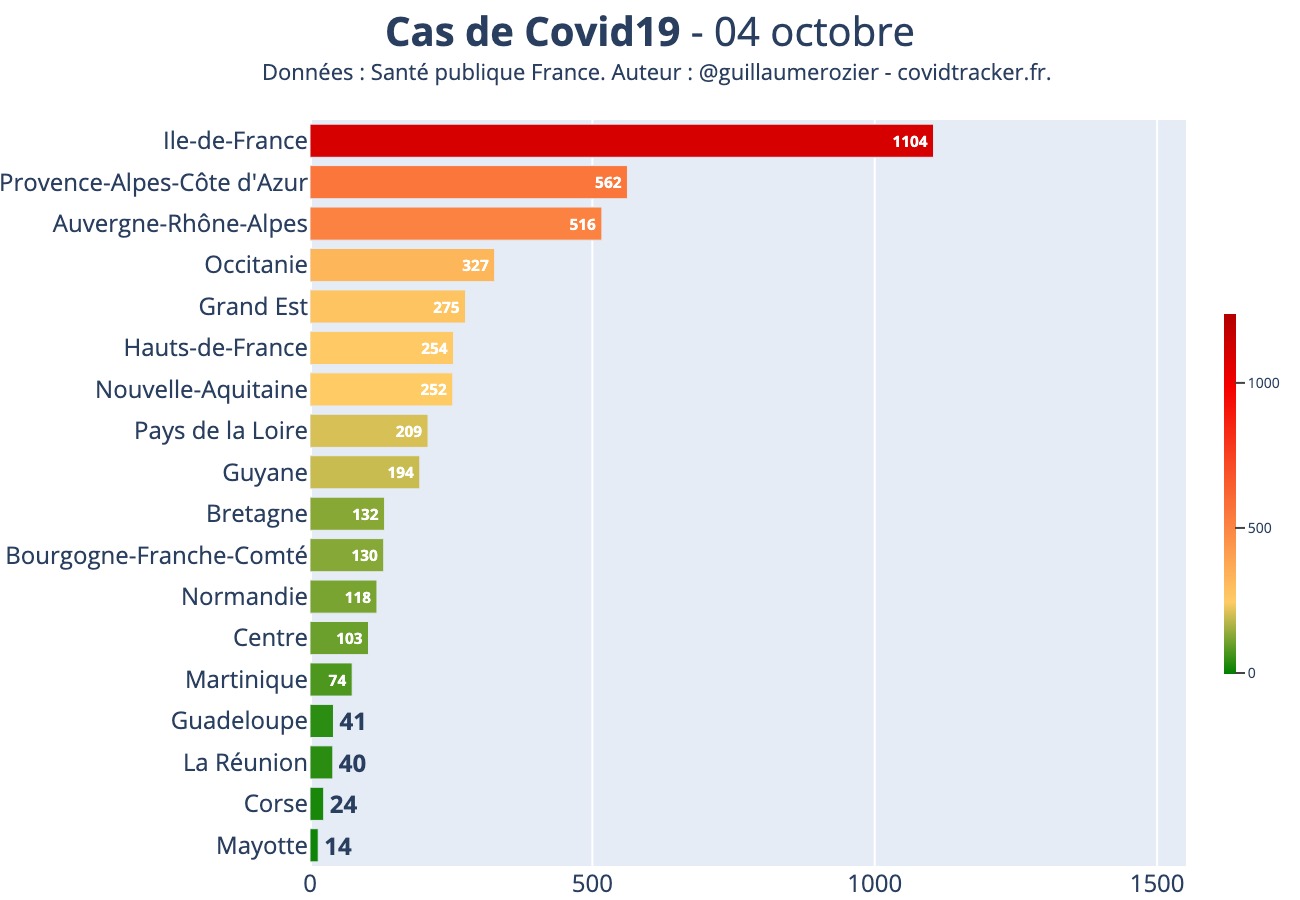 Cas de Covid19 - 04 octobre
Données : Santé publique France. Auteur : @guillaumerozier - covidtracker.fr.
Ile-de-France 1104
Provence-Alpes-Côte d'Azur 562
Auvergne-Rhône-Alpes 516
Occitanie 327
Grand Est 275
Hauts-de-France 254
Nouvelle-Aquitaine 252
Pays de la Loire 209
Guyane 194
Bretagne 132
Bourgogne-Franche-Comté 130
Normandie 118
Centre 103
Martinique 74
Guadeloupe 41
La Réunion 40
Corse 24
Mayotte 14
0 500 1000 1500
1000
500
0